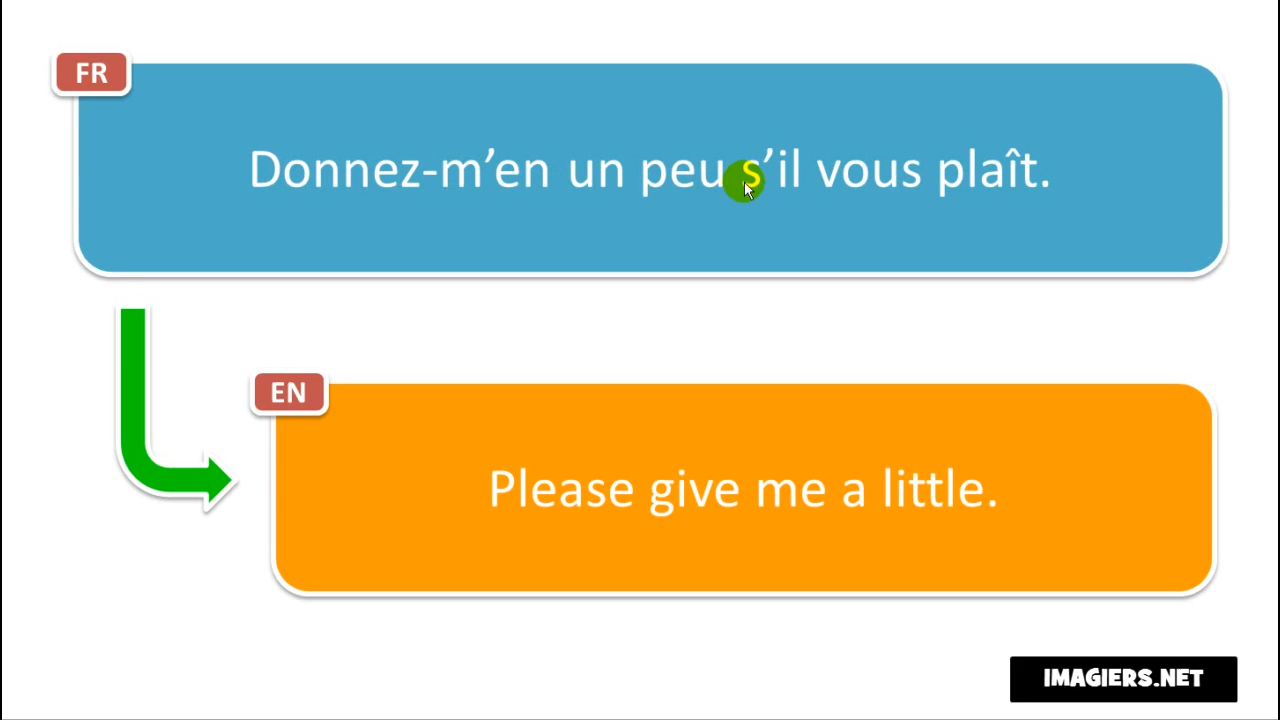 FR
Donnez-m’en un peu s’il vous plaît.
EN
Please give me a little.
IMAGIERS.NET